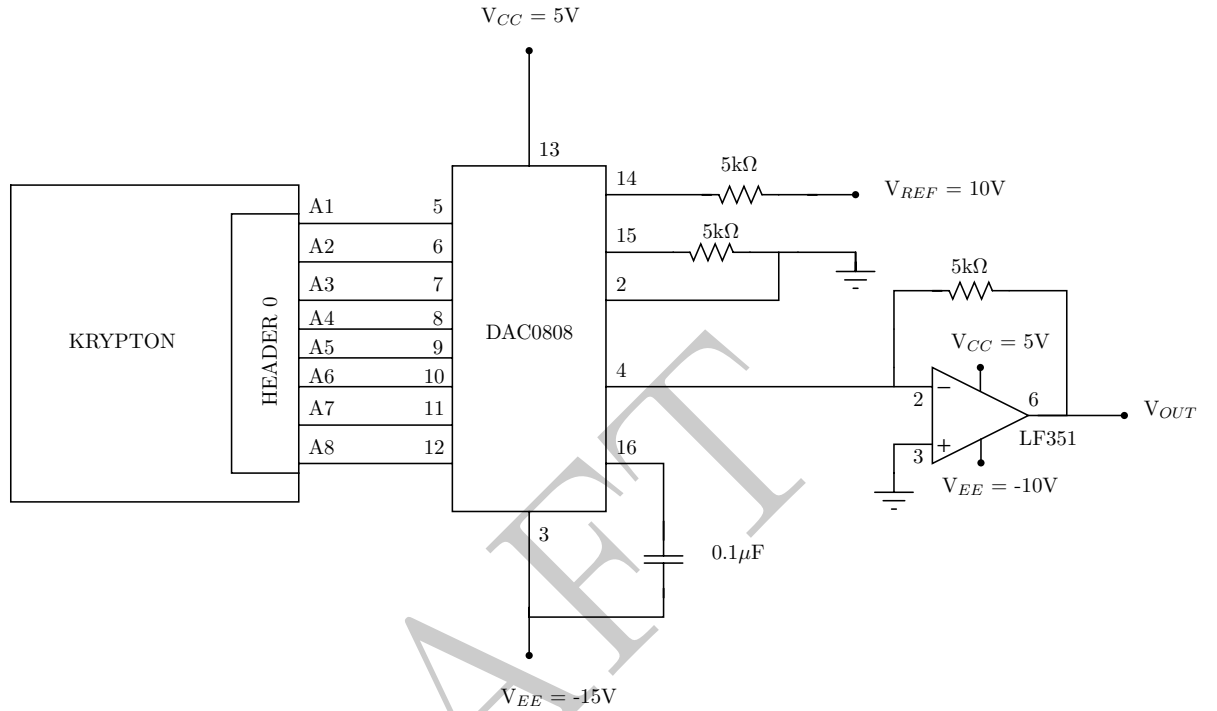 V_CC = 5V
13
14
5kΩ
V_REF = 10V
15
5kΩ
2
A1 5
A2 6
A3 7
A4 8
A5 9
A6 10
A7 11
A8 12
KRYPTON
HEADER 0
DAC0808
4
16
3
5kΩ
V_CC = 5V
2
−
+
3
6
LF351
V_OUT
V_EE = -10V
0.1µF
V_EE = -15V
AFT